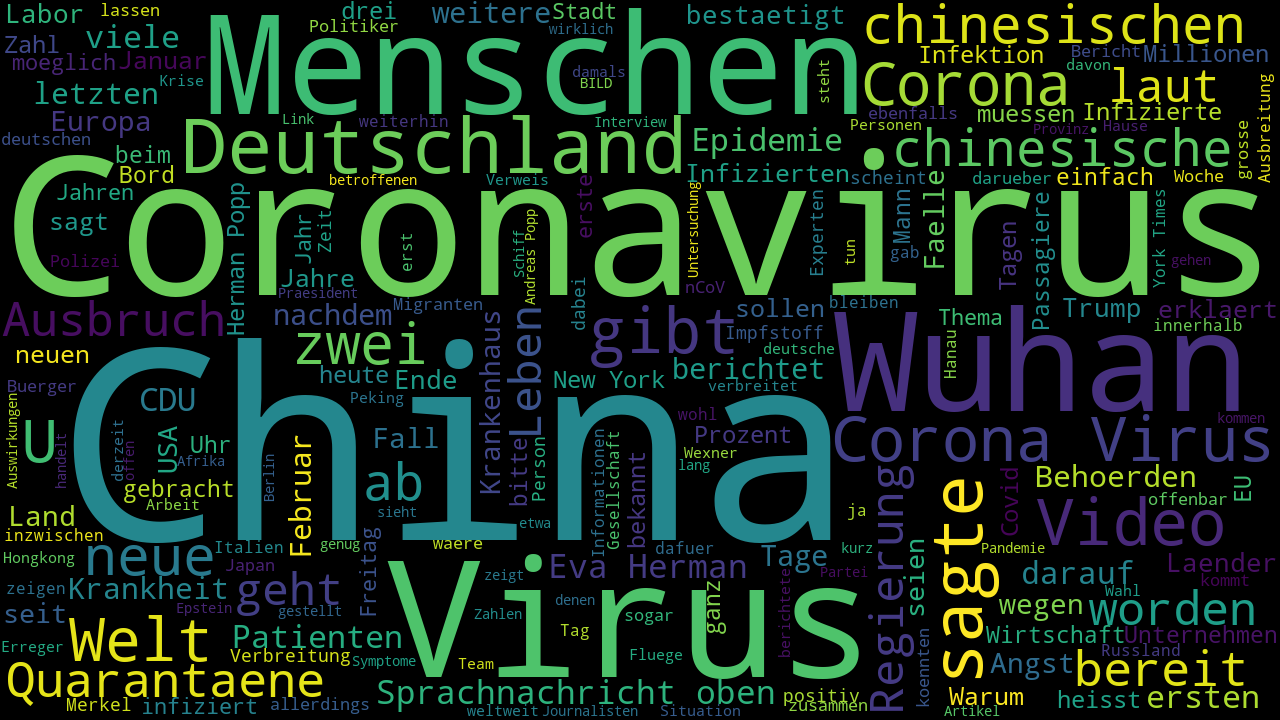 Labor
lassen
drei
weitere
Stadt
bestaetigt
chinesischen
Politiker
wirklich
Zahl
viele
Menschen
Infektion
Bericht
Millionen
moeglich
Januar
damals
BILD
steht
davon
Krise
Corona
laut
letzten
Europa
Link
weiterhin
Interview
ebenfalls
muessen
Infizierte
grosse
Ausbreitung
deutschen
Deutschland
Epidemie
Personen
Provinz
Hause
beim
chinesische
Bord
betroffenen
Verweis
Infizierten
scheint
darueber
einfach
Woche
Jahren
Coronavirus
sagt
Herman Popp
Jahr
Zeit
erst
Schiff
Andreas Popp
erste
Untersuchung
Experten
tun
Mann
gab
Faelle
Tagen
Passagiere
York Times
gehen
Polizei
Jahre
Praesident
Migranten
dabei
nCoV
bleiben
Ausbruch
nachdem
sollen
Trump
erklaert
Impfstoff
Thema
innerhalb
neuen
zwei
gibt
deutsche
Wuhan
Hanau
Buerger
heute
Ende
Krankenhaus
Leben
New York
berichtet
verbreitet
CDU
Peking
China
wohl
kommen
Auswirkungen
U
handelt
derzeit
offen
USA
Uhr
Afrika
Berlin
Februar
Fall
bitte
Person
Prozent
Wexner
lang
Corona Virus
gebracht
Arbeit
ab
sieht
Informationen
Gesellschaft
bekannt
Behoerden
offenbar
EU
Land
etwa
ja
Regierung
sagte
Covid
Video
inzwischen
Hongkong
neue
Italien
Japan
genug
Freitag
waere
dafuer
Tage
kurz
seien
Pandemie
Laender
kommt
zeigen
Krankheit
geht
Virus
zeigt
Eva Herman
denen
ganz
berichtete
Partei
darauf
Wahl
seit
Epstein
gestellt
Zahlen
sogar
wegen
worden
Erreger
Welt
Patienten
Tag
Wirtschaft
Unternehmen
Verbreitung
Symptome
Team
Fluege
koennten
Angst
Russland
bereit
Quarantaene
Sprachnachricht oben
positiv
zusammen
Warum
heisst
ersten
Merkel
infiziert
allerdings
weltweit
Journalisten
Situation
Artikel